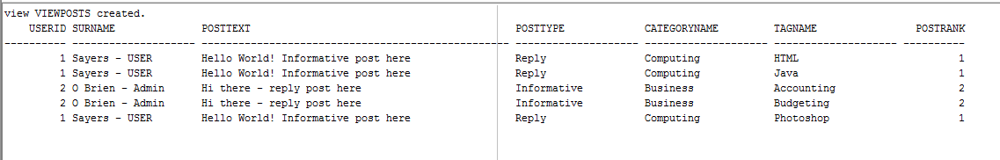 view VIEWPOSTS created.
USERID SURNAME POSTTEXT POSTTYPE CATEGORYNAME TAGNAME POSTRANK
---------- -------------------- -------------------------------------------------- -------------------- -------------------- -------------------- ----------
1 Sayers - USER Hello World! Informative post here Reply Computing HTML 1
1 Sayers - USER Hello World! Informative post here Reply Computing Java 1
2 O Brien - Admin Hi there - reply post here Informative Business Accounting 2
2 O Brien - Admin Hi there - reply post here Informative Business Budgeting 2
1 Sayers - USER Hello World! Informative post here Reply Computing Photoshop 1